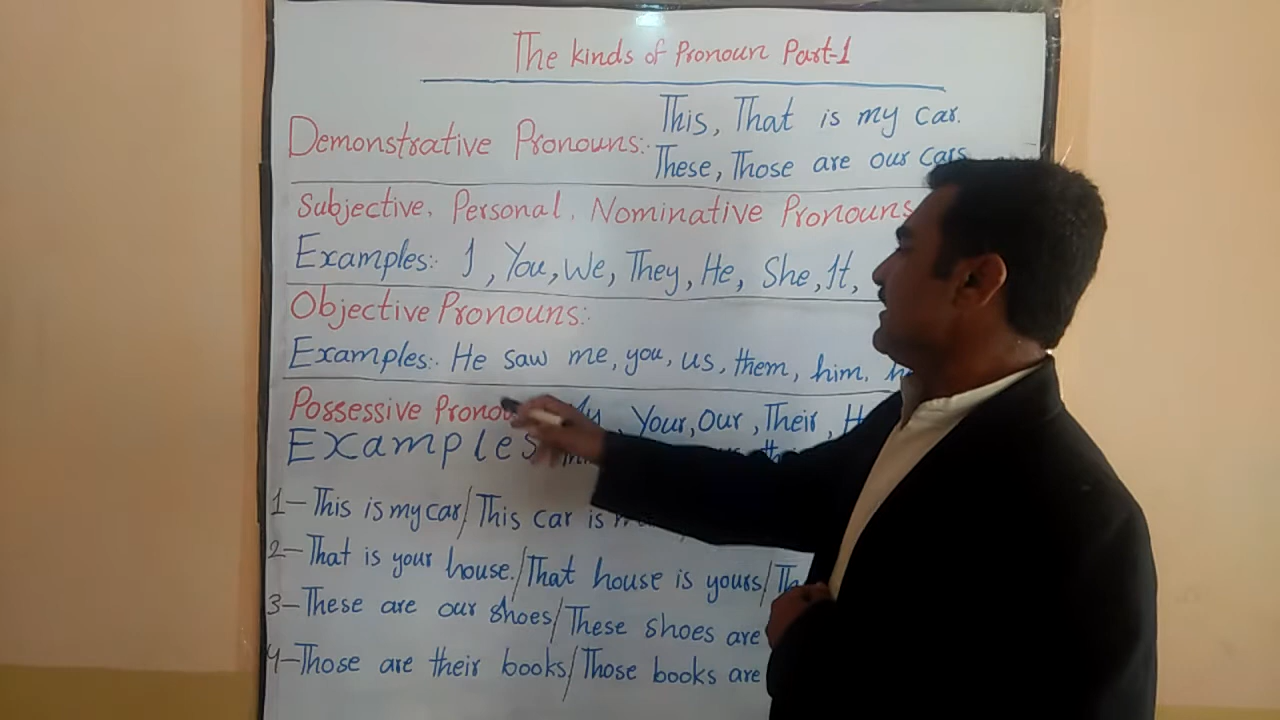 The kinds of Pronoun Part-1
Demonstrative Pronouns:. This, That is my car.
These, Those are our cars
Subjective, Personal, Nominative Pronouns
Examples:. I, You, We, They, He, She, It,
Objective Pronouns:.
Examples:. He saw me, you, us, them, him,
Possessive Your, Our, Their,
Examples
1- This is my car/ This car is
2- That is your house./That house is yours/
3- These are our shoes/ These shoes are
4- Those are their books/Those books are